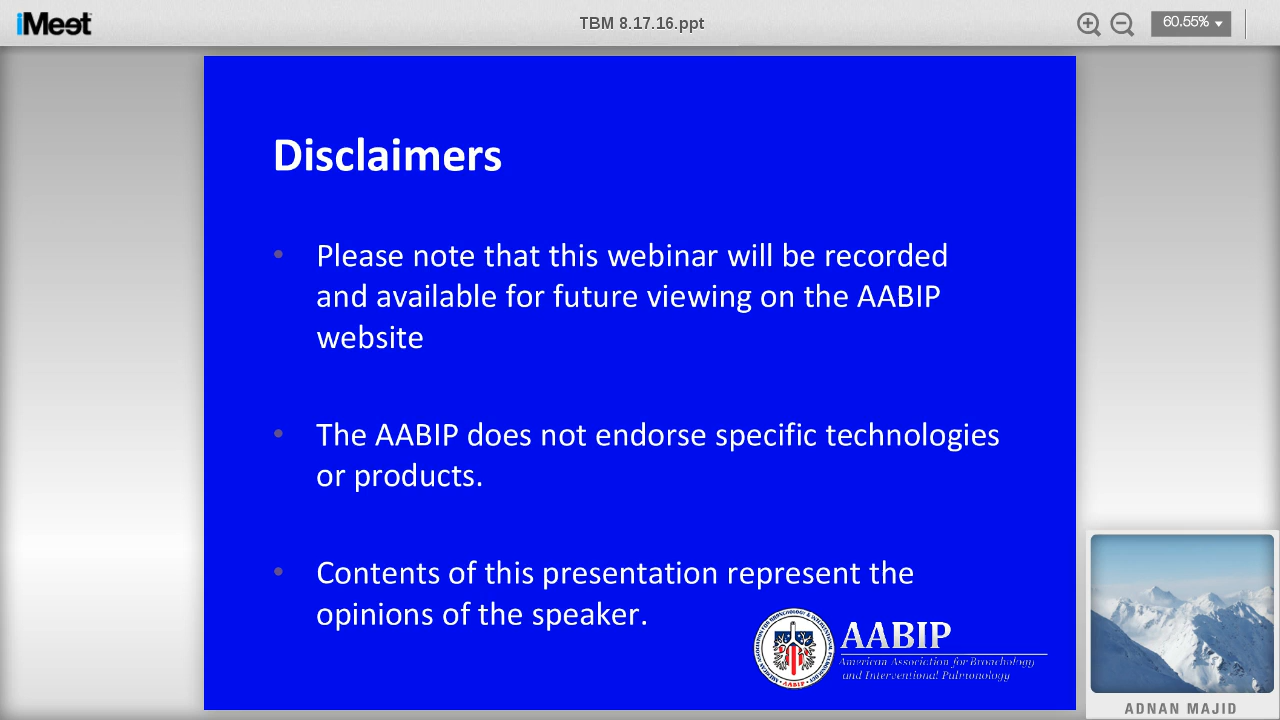 iMeet
TBM 8.17.16.ppt
60.55%
Disclaimers
• Please note that this webinar will be recorded
and available for future viewing on the AABIP
website
• The AABIP does not endorse specific technologies
or products.
• Contents of this presentation represent the
opinions of the speaker.
AABIP
American Association for Bronchology
and Interventional Pulmonology
AABIP
ADNAN MAJID